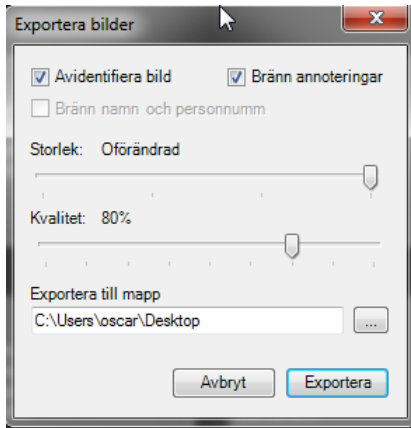 Exportera bilder
Avidentifiera bild Bränn annoteringar
Bränn namn och personnumm
Storlek: Oförändrad
Kvalitet: 80%
Exportera till mapp
C:\Users\oscar\Desktop ...
Avbryt Exportera